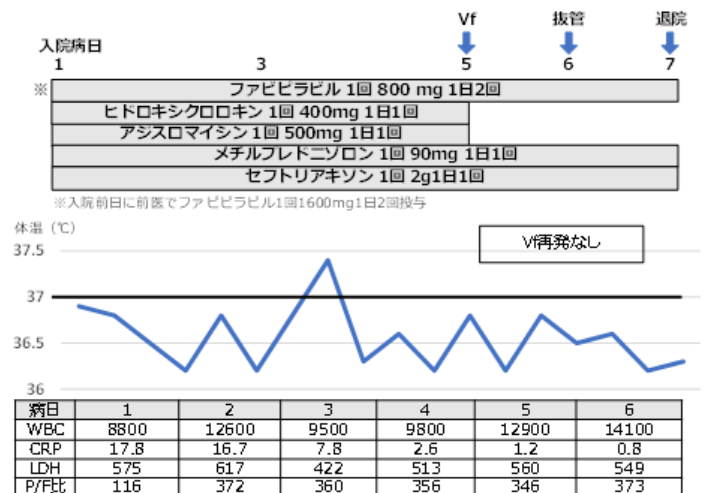 Vf 抜管 退院
入院病日
1 3 5 6 7
※ ファビピラビル 1回 800 mg 1日2回
ヒドロキシクロロキン 1回 400mg 1日1回
アジスロマイシン 1回 500mg 1日1回
メチルプレドニゾロン 1回 90mg 1日1回
セフトリアキソン 1回 2g1日1回
※入院前日に前医でファビピラビル1回1600mg1日2回投与
体温（℃）
37.5
Vf再発なし
37
36.5
36
病日 1 2 3 4 5 6
WBC 8800 12600 9500 9800 12900 14100
CRP 17.8 16.7 7.8 2.6 1.2 0.8
LDH 575 617 422 513 560 549
P/F比 116 372 360 356 346 373